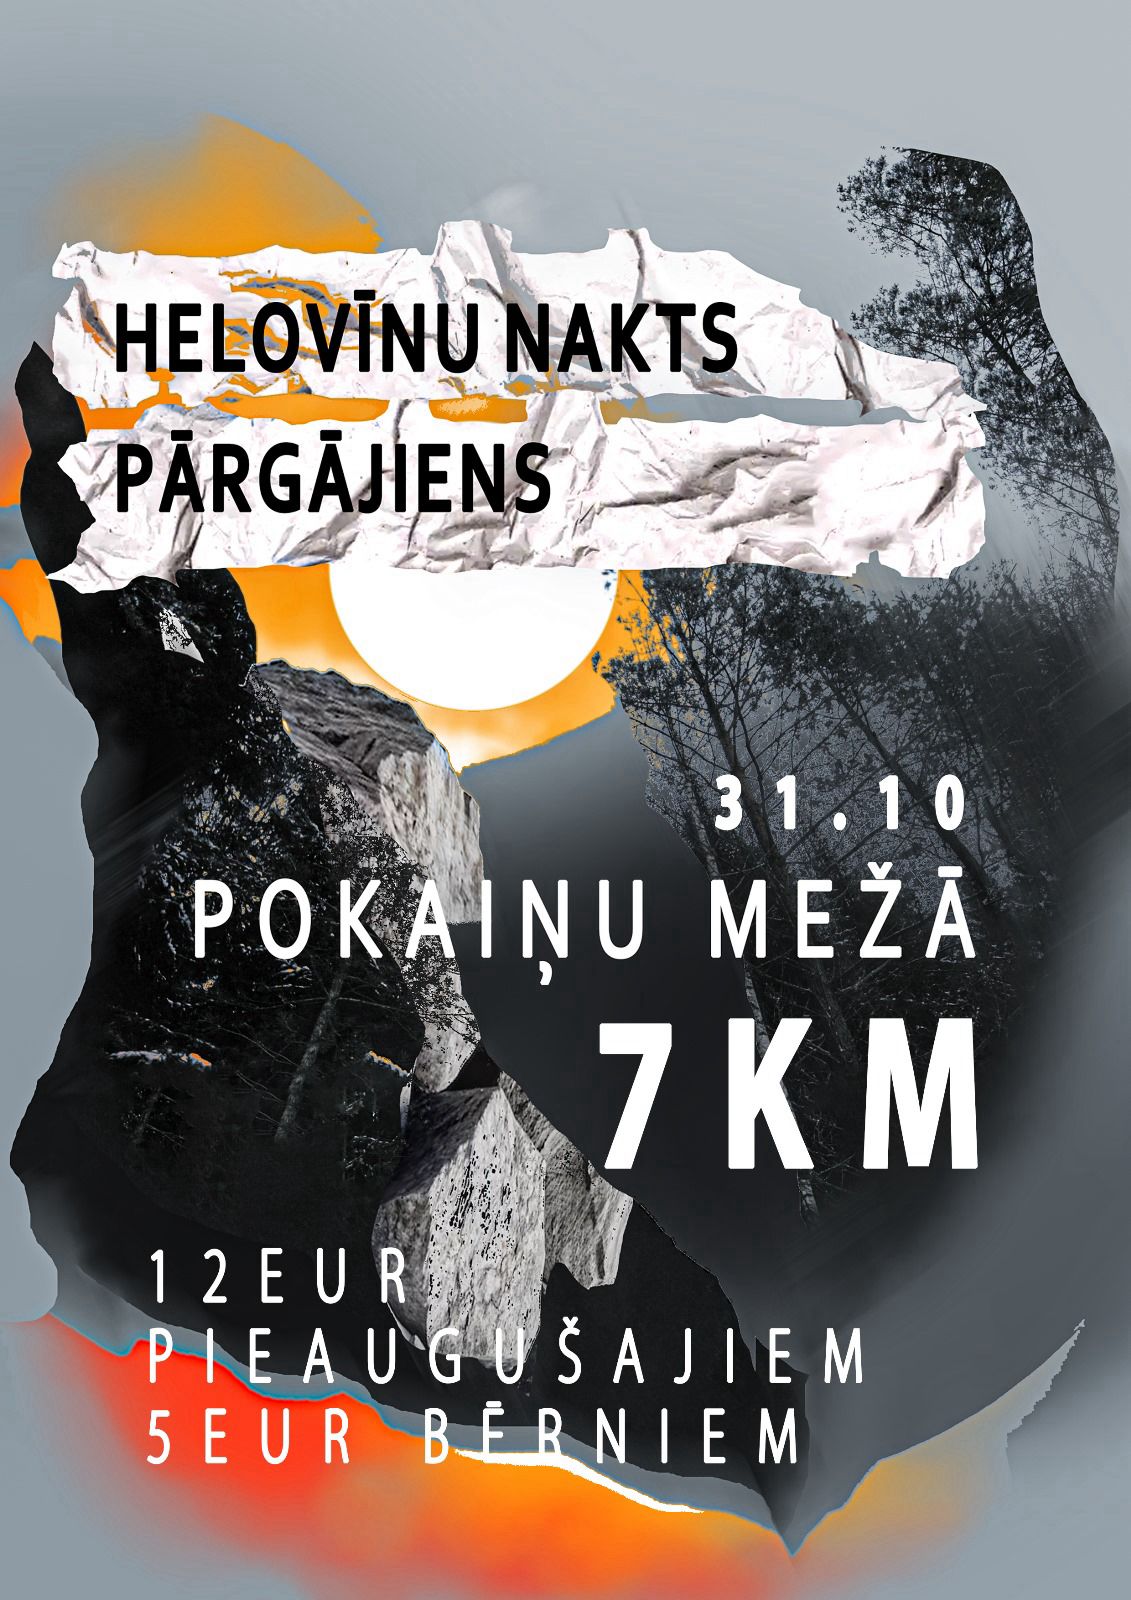 HELOVĪNU NAKTS
PĀRGĀJIENS
31.10
POKAIŅU MEŽĀ
7KM
12EUR
PIEAUGUŠAJIEM
5EUR BĒRNIEM